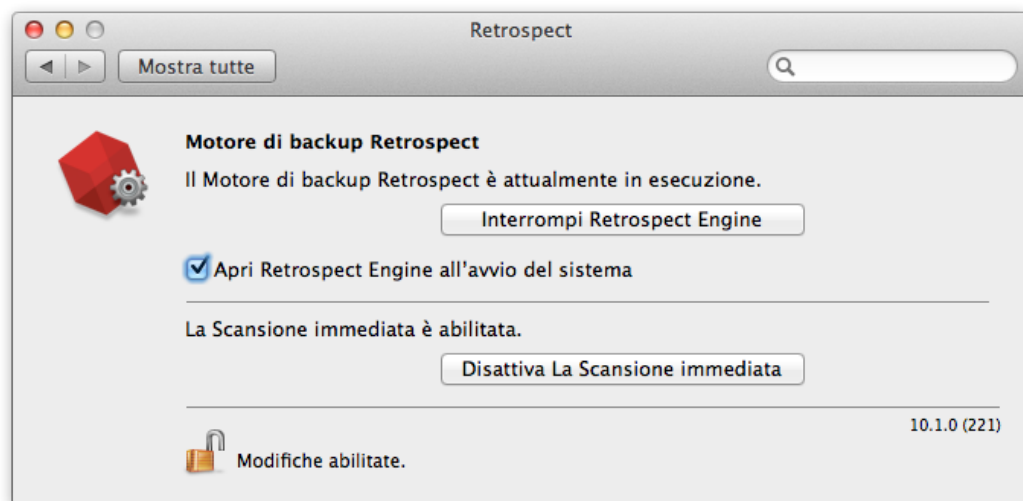 Retrospect
Mostra tutte
Motore di backup Retrospect
Il Motore di backup Retrospect è attualmente in esecuzione.
Interrompi Retrospect Engine
Apri Retrospect Engine all'avvio del sistema
La Scansione immediata è abilitata.
Disattiva La Scansione immediata
10.1.0 (221)
Modifiche abilitate.